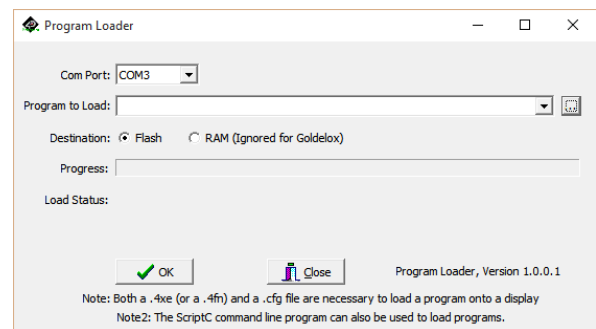 Program Loader
Com Port: COM3
Program to Load:
Destination: Flash RAM (Ignored for Goldelox)
Progress:
Load Status:
OK Close Program Loader, Version 1.0.0.1
Note: Both a .4xe (or a .4fn) and a .cfg file are necessary to load a program onto a display
Note2: The ScriptC command line program can also be used to load programs.